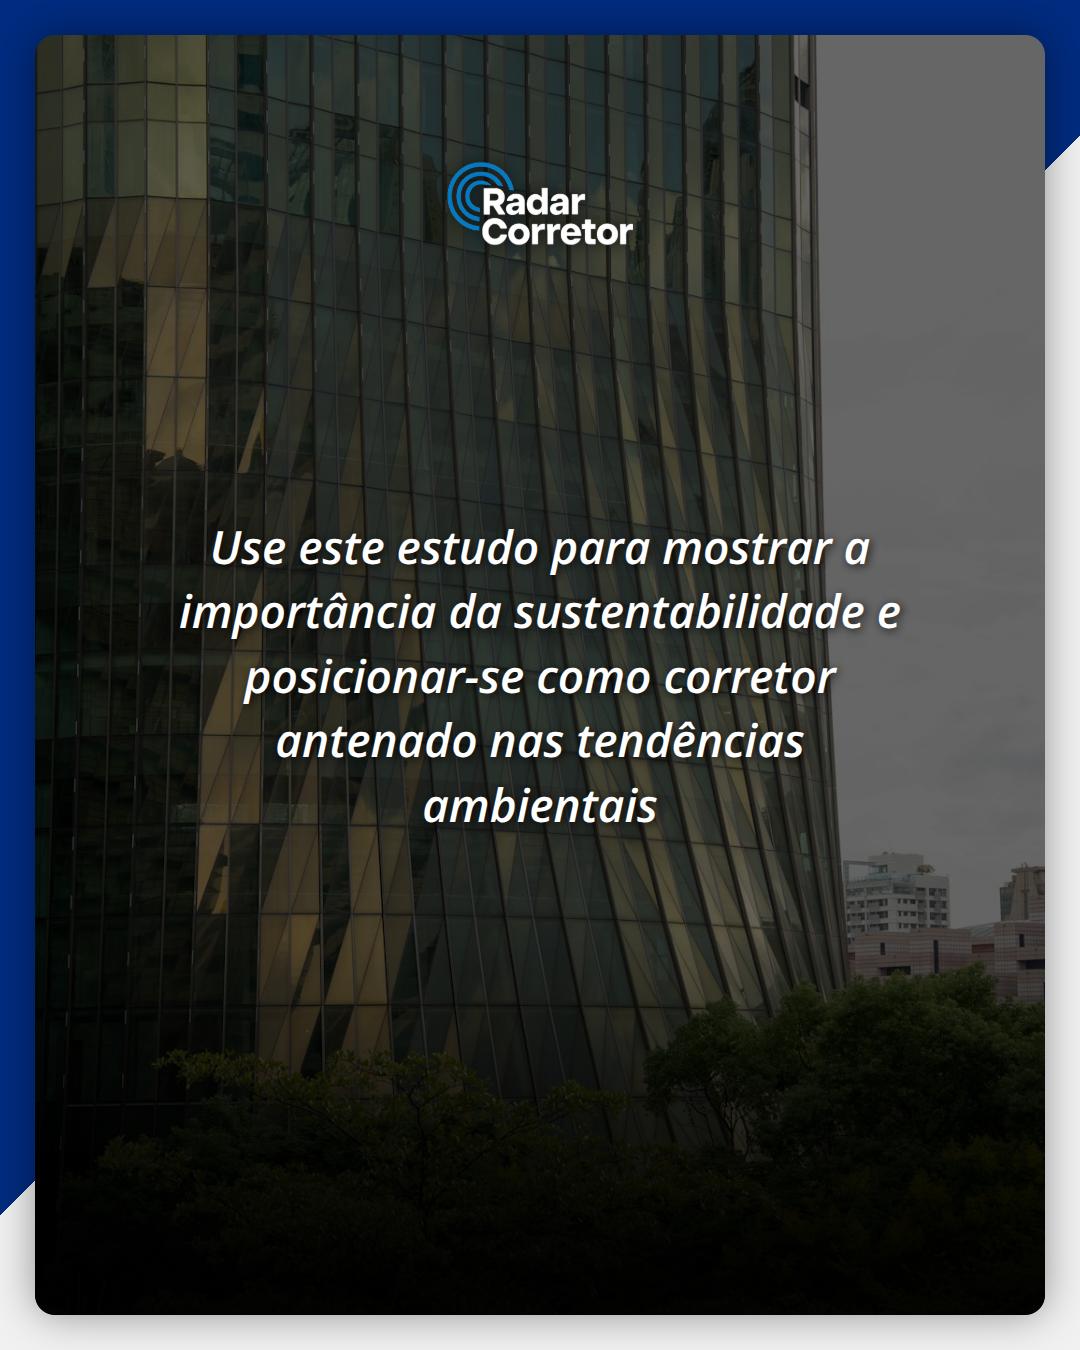 Radar
Corretor
Use este estudo para mostrar a
importância da sustentabilidade e
posicionar-se como corretor
antenado nas tendências
ambientais